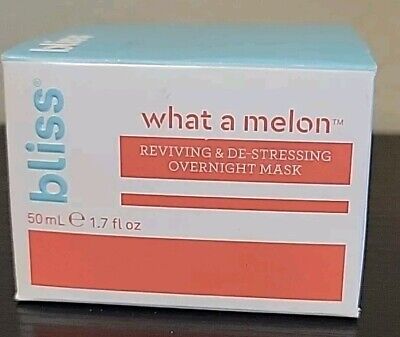 bliss
bliss®
what a melon™
REVIVING & DE-STRESSING
OVERNIGHT MASK
50 mL ℮ 1.7 fl oz